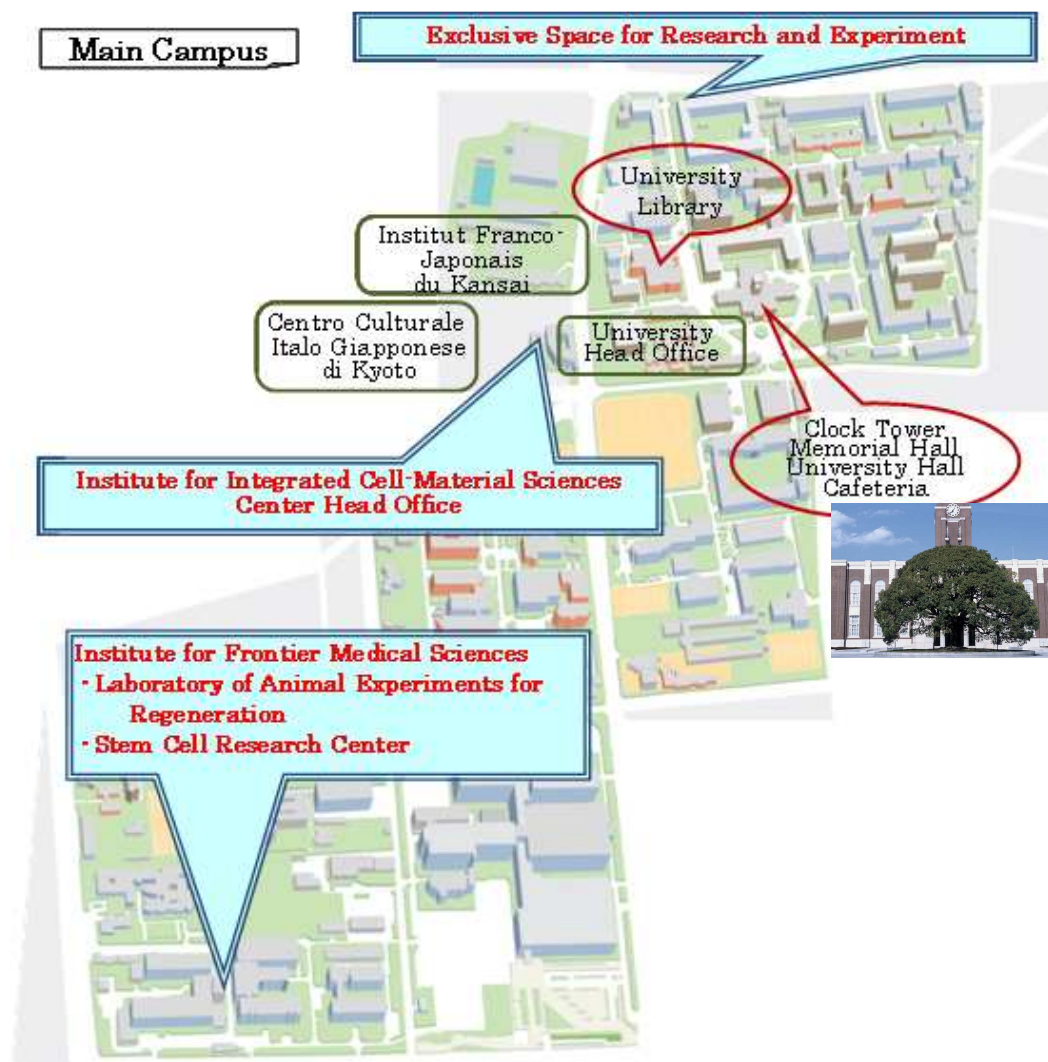 Main Campus
Exclusive Space for Research and Experiment
University
Library
Institut Franco-
Japonais
du Kansai
Centro Culturale
Italo Giapponese
di Kyoto
University
Head Office
Clock Tower
Memorial Hall
University Hall
Cafeteria
Institute for Integrated Cell-Material Sciences
Center Head Office
Institute for Frontier Medical Sciences
・Laboratory of Animal Experiments for
Regeneration
・Stem Cell Research Center